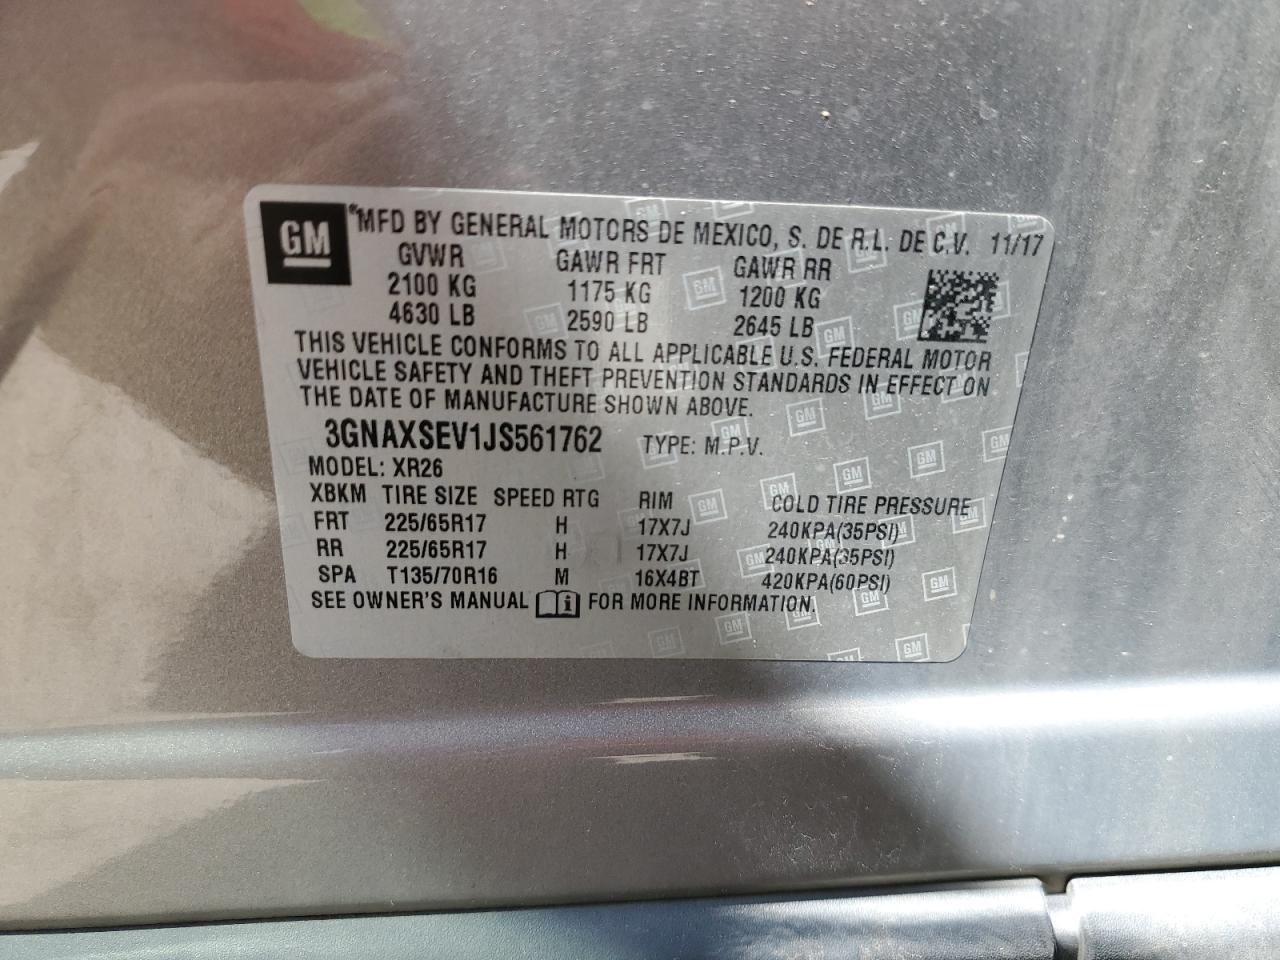 GM *MFD BY GENERAL MOTORS DE MEXICO, S. DE R.L. DE C.V. 11/17
GVWR GAWR FRT GAWR RR
2100 KG 1175 KG 1200 KG
4630 LB 2590 LB 2645 LB
THIS VEHICLE CONFORMS TO ALL APPLICABLE U.S. FEDERAL MOTOR
VEHICLE SAFETY AND THEFT PREVENTION STANDARDS IN EFFECT ON
THE DATE OF MANUFACTURE SHOWN ABOVE.
3GNAXSEV1JS561762 TYPE: M.P.V.
MODEL: XR26
XBKM TIRE SIZE SPEED RTG RIM COLD TIRE PRESSURE
FRT 225/65R17 H 17X7J 240KPA(35PSI)
RR 225/65R17 H 17X7J 240KPA(35PSI)
SPA T135/70R16 M 16X4BT 420KPA(60PSI)
SEE OWNER'S MANUAL i FOR MORE INFORMATION.